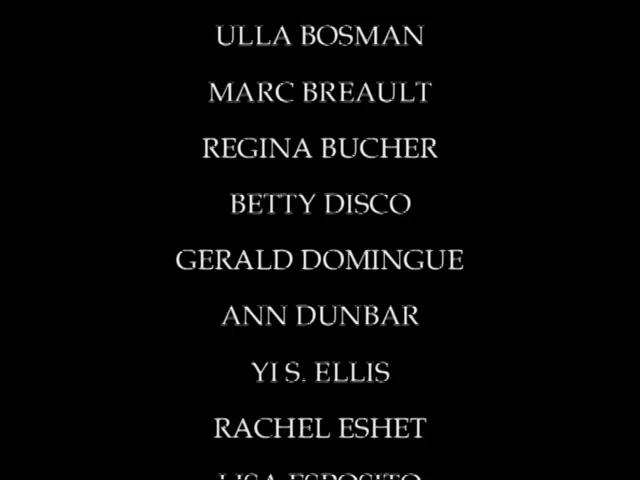 ULLA BOSMAN
MARC BREAULT
REGINA BUCHER
BETTY DISCO
GERALD DOMINGUE
ANN DUNBAR
YI S. ELLIS
RACHEL ESHET
LISA ESPOSITO